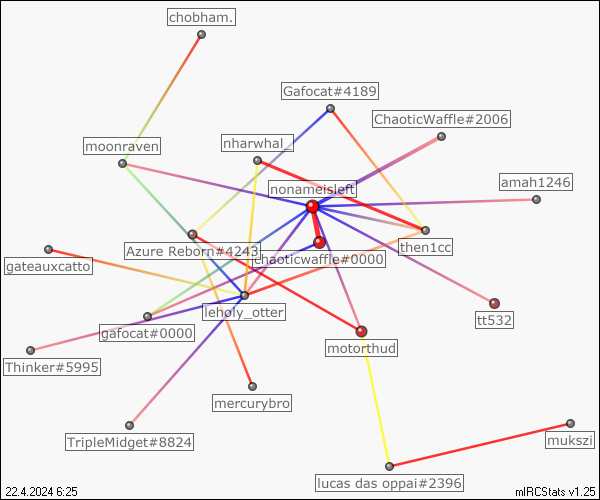 chobham.
Gafocat#4189
ChaoticWaffle#2006
nharwhal_
moonraven
nonameisleft
amah1246
then1cc
Azure Reborn#4243
chaoticwaffle#0000
gateauxcatto
leholy_otter
tt532
gafocat#0000
motorthud
Thinker#5995
mercurybro
TripleMidget#8824
mukszi
lucas das oppai#2396
22.4.2024 6:25
mIRCStats v1.25